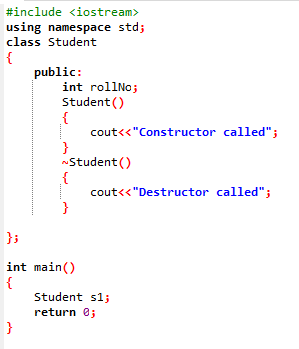 #include <iostream>
using namespace std;
class Student
{
    public:
        int rollNo;
        Student()
        {
            cout<<"Constructor called";
        }
        ~Student()
        {
            cout<<"Destructor called";
        }

};

int main()
{
    Student s1;
    return 0;
}